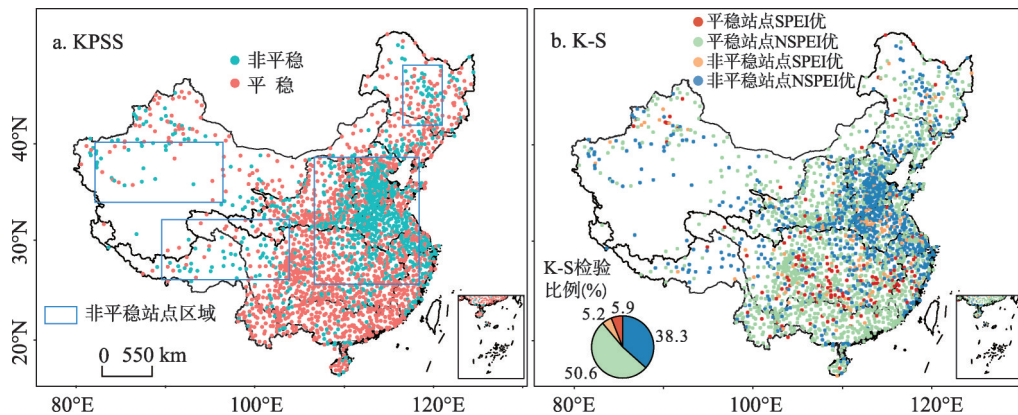 a. KPSS
非平稳
平 稳
非平稳站点区域
0 550 km
40°N
30°N
20°N
80°E
100°E
120°E
b. K-S
平稳站点SPEI优
平稳站点NSPEI优
非平稳站点SPEI优
非平稳站点NSPEI优
K-S检验
比例(%)
5.2
5.9
38.3
50.6
80°E
100°E
120°E